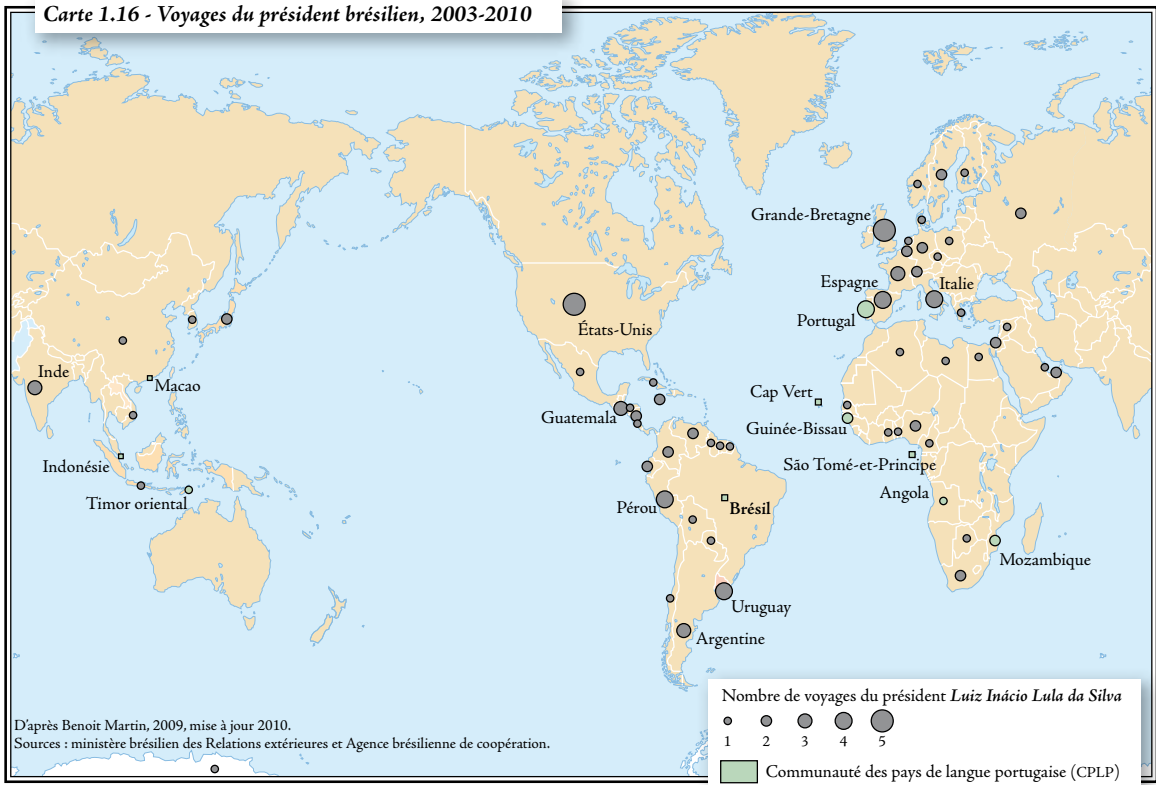 Carte 1.16 - Voyages du président brésilien, 2003-2010
Grande-Bretagne
Espagne
Italie
Portugal
États-Unis
Inde
Macao
Cap Vert
Guatemala
Guinée-Bissau
Indonésie
São Tomé-et-Principe
Timor oriental
Angola
Pérou
Brésil
Mozambique
Uruguay
Argentine
Nombre de voyages du président Luiz Inácio Lula da Silva
1 2 3 4 5
Communauté des pays de langue portugaise (CPLP)
D'après Benoit Martin, 2009, mise à jour 2010.
Sources : ministère brésilien des Relations extérieures et Agence brésilienne de coopération.